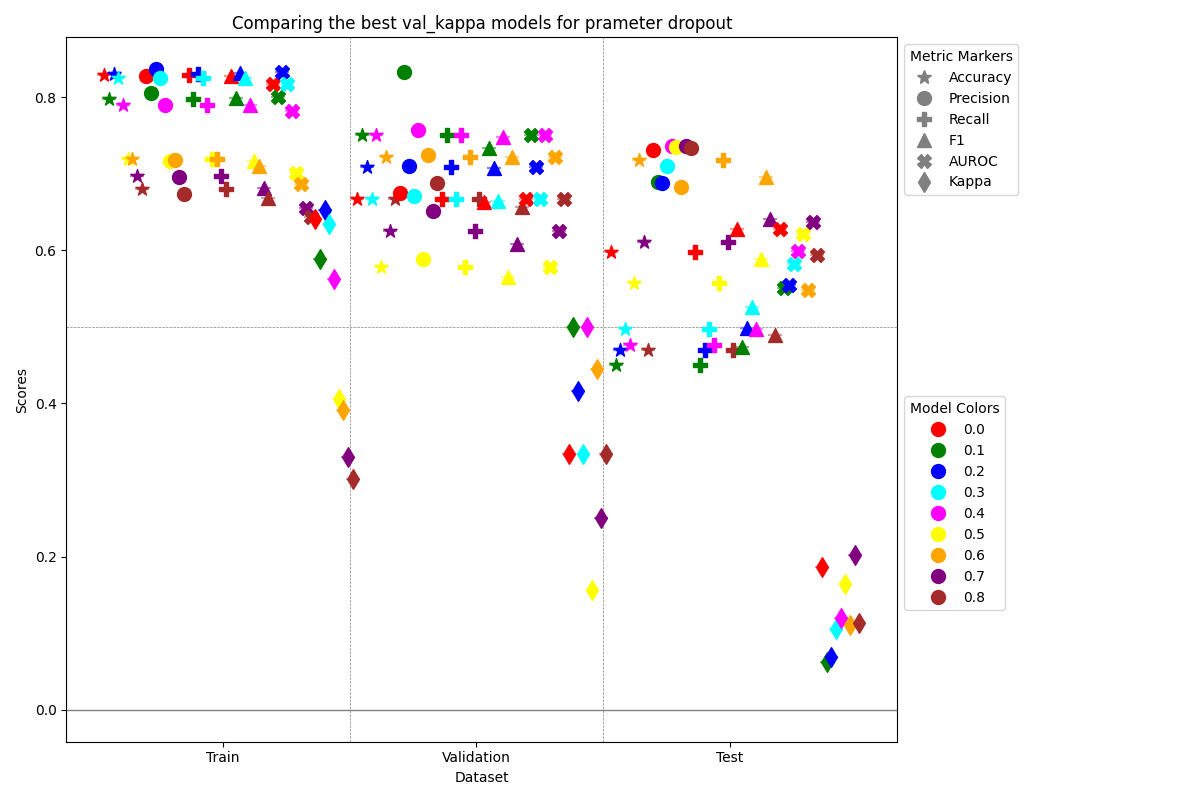 Comparing the best val_kappa models for prameter dropout
Scores
0.8
0.6
0.4
0.2
0.0
Train
Validation
Test
Dataset
Metric Markers
Accuracy
Precision
Recall
F1
AUROC
Kappa
Model Colors
0.0
0.1
0.2
0.3
0.4
0.5
0.6
0.7
0.8